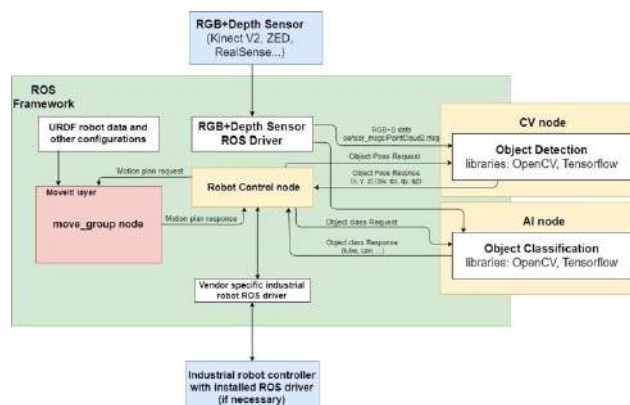 RGB+Depth Sensor
(Kinect V2, ZED,
RealSense...)
ROS
Framework
URDF robot data and
other configurations
RGB+Depth Sensor
ROS Driver
RGB+D data
sensor_msgs/PointCloud2.msg
CV node
Object Detection
libraries: OpenCV, Tensorflow
Object Pose Request
Object Pose Response
Motion plan request
MoveIt! layer
move_group node
Robot Control node
Motion plan response
Object class Request
Object class Response
AI node
Object Classification
libraries: OpenCV, Tensorflow
Vendor specific industrial
robot ROS driver
Industrial robot controller
with installed ROS driver
(if necessary)